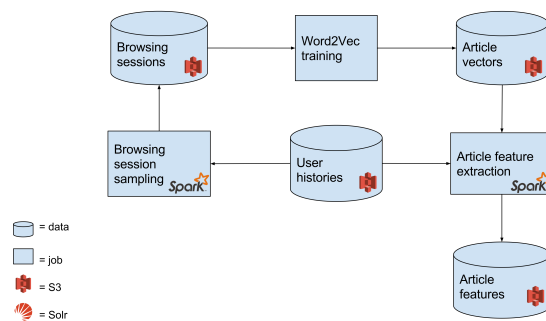 Browsing
sessions
Word2Vec
training
Article
vectors
Browsing
session
sampling
Spark
User
histories
Article feature
extraction
Spark
Article
features
= data
= job
= S3
= Solr